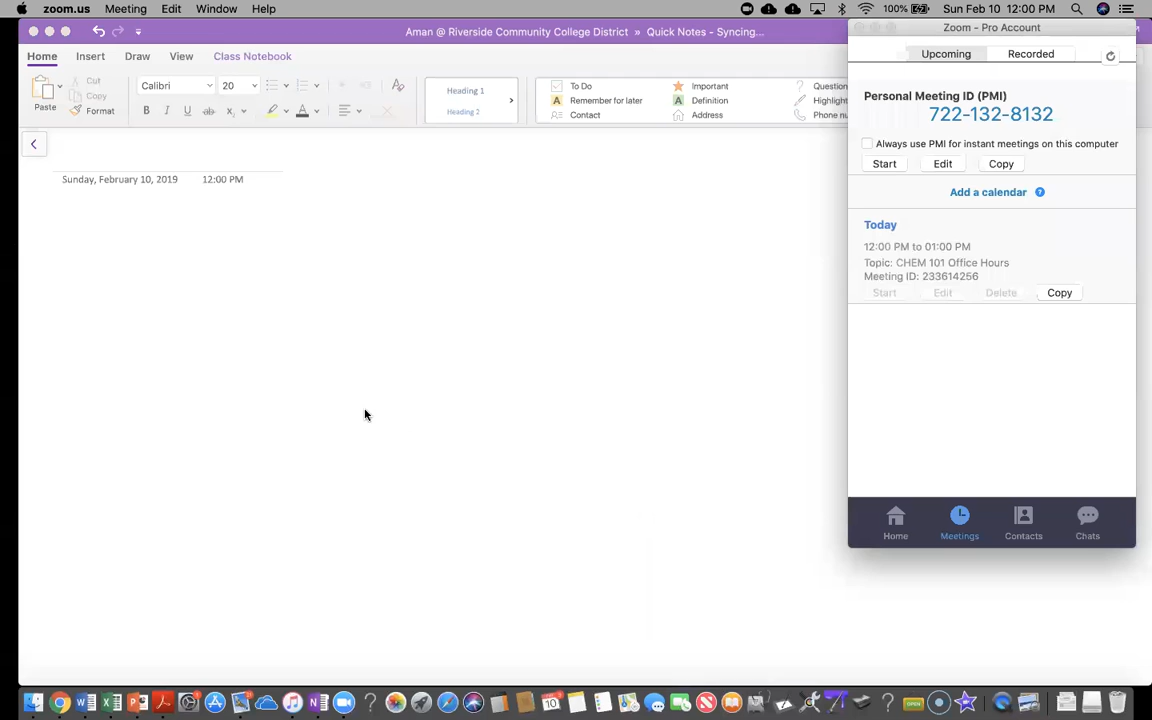 zoom.us Meeting Edit Window Help 100% Sun Feb 10 12:00 PM
Aman @ Riverside Community College District » Quick Notes - Syncing...
Home Insert Draw View Class Notebook
Paste
Cut
Copy
Format
Calibri 20
B I U ab x
Heading 1
Heading 2
To Do Important
Remember for later Definition
Contact Address
Question
Highlight
Phone nu
Sunday, February 10, 2019 12:00 PM
Zoom - Pro Account
Upcoming Recorded
Personal Meeting ID (PMI)
722-132-8132
Always use PMI for instant meetings on this computer
Start Edit Copy
Add a calendar ?
Today
12:00 PM to 01:00 PM
Topic: CHEM 101 Office Hours
Meeting ID: 233614256
Start Edit Delete Copy
Home Meetings Contacts Chats